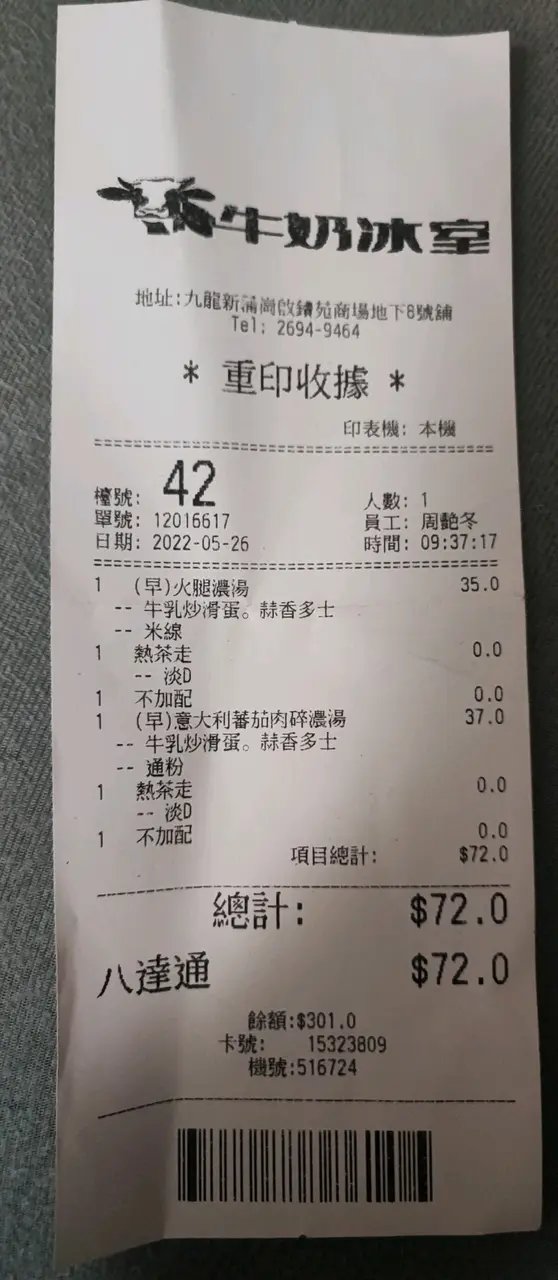 牛奶冰室
地址:九龍新蒲崗啟鑽苑商場地下8號舖
Tel: 2694-9464
* 重印收據 *
印表機: 本機
檯號: 42 人數: 1
單號: 12016617 員工: 周艷冬
日期: 2022-05-26 時間: 09:37:17
1 (早)火腿濃湯 35.0
-- 牛乳炒滑蛋。蒜香多士
-- 米線
1 熱茶走 0.0
-- 淡D
1 不加配 0.0
1 (早)意大利蕃茄肉碎濃湯 37.0
-- 牛乳炒滑蛋。蒜香多士
-- 通粉
1 熱茶走 0.0
-- 淡D
1 不加配 0.0
項目總計: $72.0
總計: $72.0
八達通 $72.0
餘額:$301.0
卡號: 15323809
機號:516724